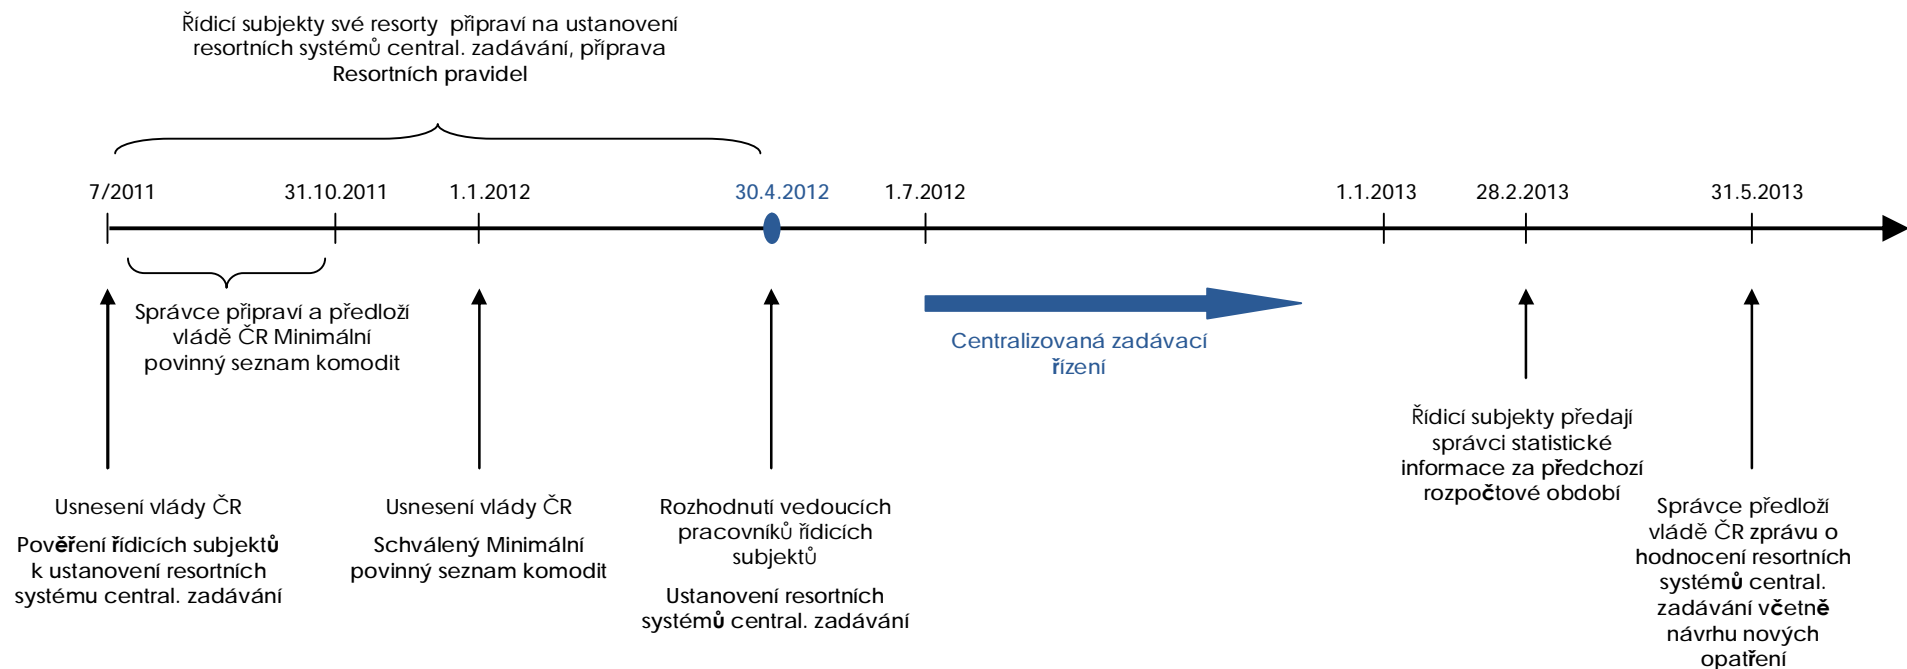 Řídicí subjekty své resorty připraví na ustanovení
resortních systémů central. zadávání, příprava
Resortních pravidel
7/2011
31.10.2011
1.1.2012
30.4.2012
1.7.2012
1.1.2013
28.2.2013
31.5.2013
Správce připraví a předloží
vládě ČR Minimální
povinný seznam komodit
Centralizovaná zadávací
řízení
Usnesení vlády ČR
Pověření řídicích subjektů
k ustanovení resortních
systému central. zadávání
Usnesení vlády ČR
Schválený Minimální
povinný seznam komodit
Rozhodnutí vedoucích
pracovníků řídicích
subjektů
Ustanovení resortních
systémů central. zadávání
Řídicí subjekty předají
správci statistické
informace za předchozí
rozpočtové období
Správce předloží
vládě ČR zprávu o
hodnocení resortních
systémů central.
zadávání včetně
návrhu nových
opatření